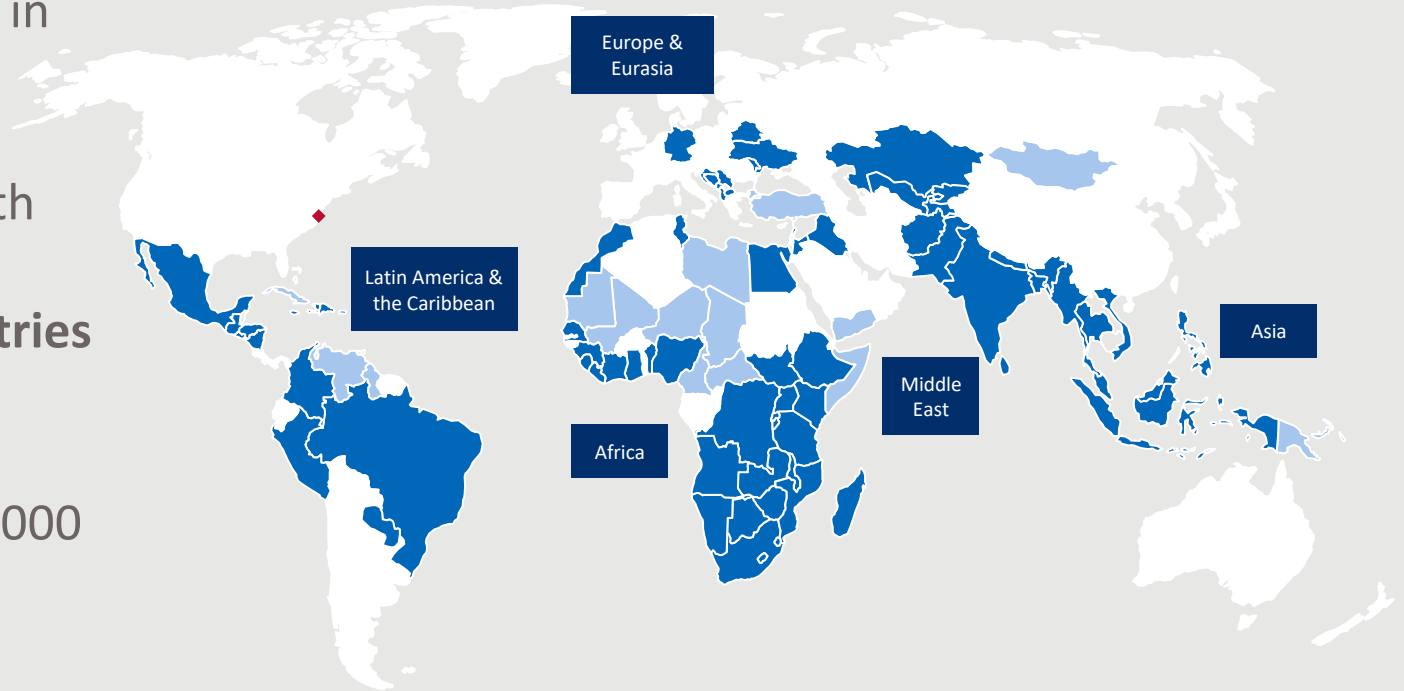 in
Europe &
Eurasia
th
Latin America &
the Caribbean
tries
Asia
Middle
East
Africa
000